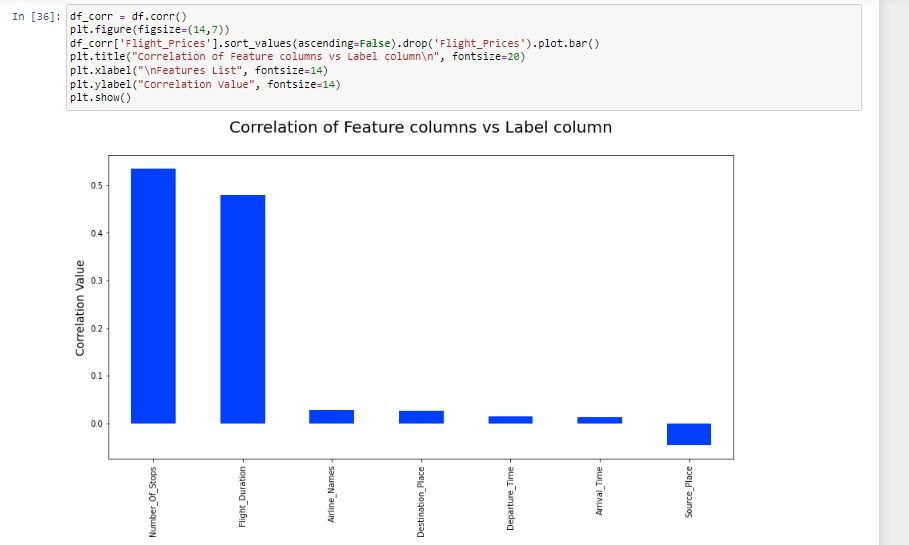 In [36]: df_corr = df.corr()
plt.figure(figsize=(14,7))
df_corr['Flight_Prices'].sort_values(ascending=False).drop('Flight_Prices').plot.bar()
plt.title("Correlation of Feature columns vs Label column\n", fontsize=20)
plt.xlabel("\nFeatures List", fontsize=14)
plt.ylabel("Correlation Value", fontsize=14)
plt.show()
Correlation of Feature columns vs Label column
Correlation Value
0.5
0.4
0.3
0.2
0.1
0.0
Number_Of_Stops
Flight_Duration
Airline_Names
Destination_Place
Departure_Time
Arrival_Time
Source_Place